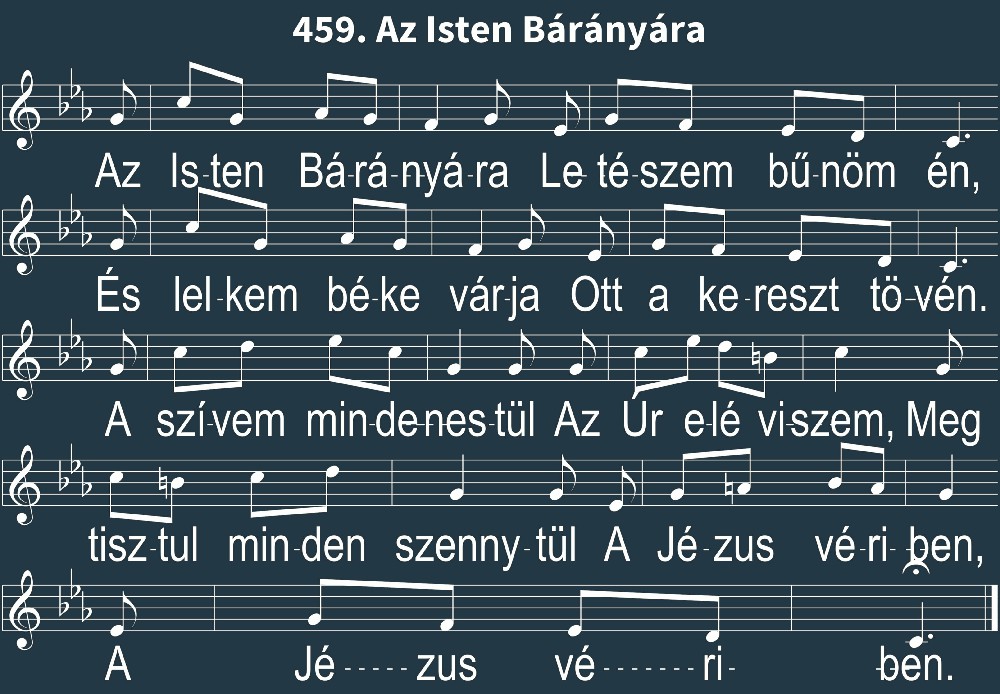 459. Az Isten Bárányára
Az Is-ten Bá-rá-nyá-ra Le-té-szem bű-nöm én,
És lel-kem bé-ke vár-ja Ott a ke-reszt tö-vén.
A szí-vem min-de-nes-tül Az Úr e-lé vi-szem, Meg
tisz-tul min-den szenny-tül A Jé-zus vé-ri-ben,
A Jé-----zus vé-------ri- -ben.